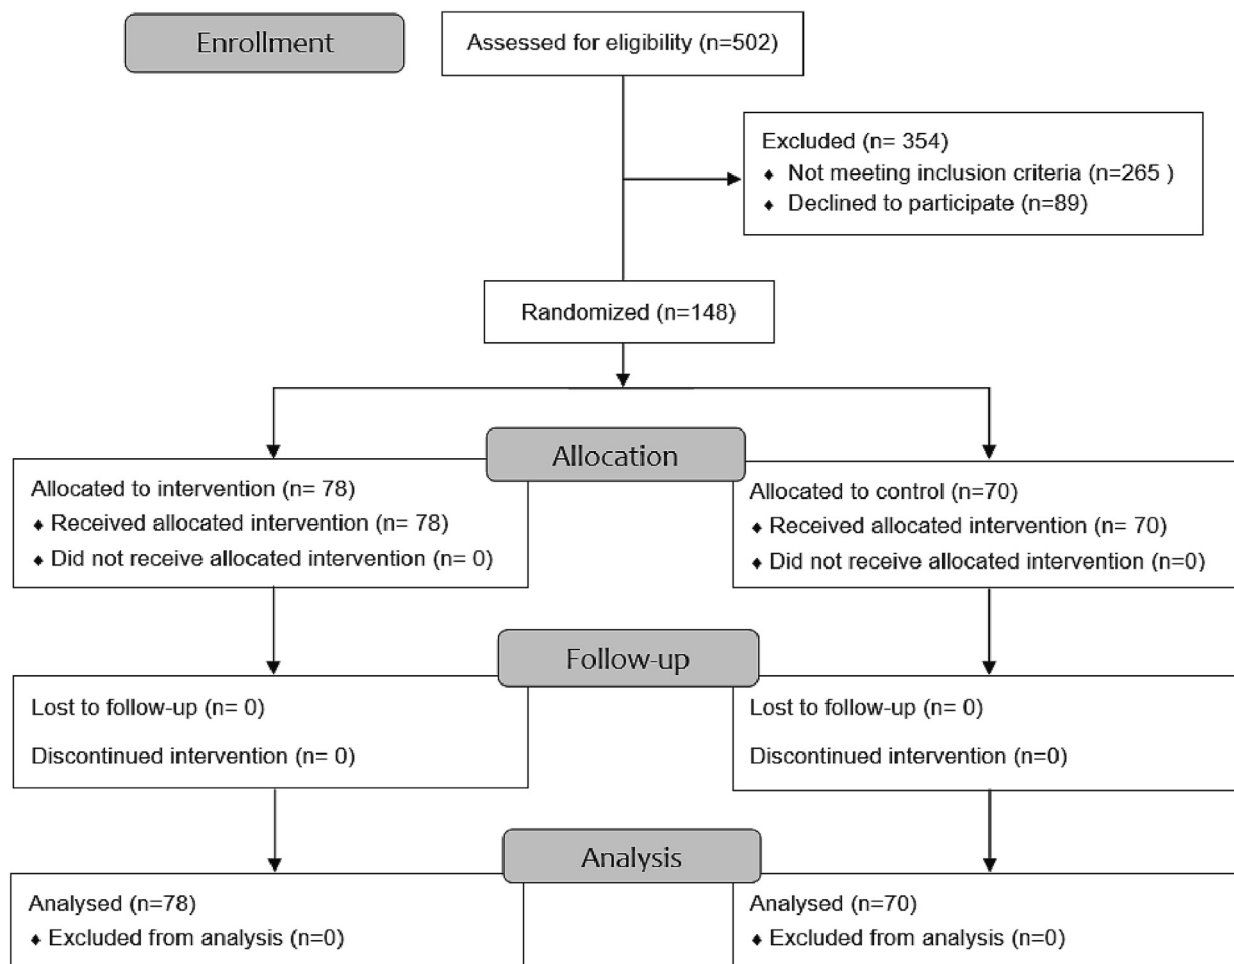 Enrollment
Assessed for eligibility (n=502)
Excluded (n= 354)
♦ Not meeting inclusion criteria (n=265 )
♦ Declined to participate (n=89)
Randomized (n=148)
Allocation
Allocated to intervention (n= 78)
♦ Received allocated intervention (n= 78)
♦ Did not receive allocated intervention (n= 0)
Allocated to control (n=70)
♦ Received allocated intervention (n= 70)
♦ Did not receive allocated intervention (n=0)
Follow-up
Lost to follow-up (n= 0)
Discontinued intervention (n= 0)
Lost to follow-up (n= 0)
Discontinued intervention (n=0)
Analysis
Analysed (n=78)
♦ Excluded from analysis (n=0)
Analysed (n=70)
♦ Excluded from analysis (n=0)